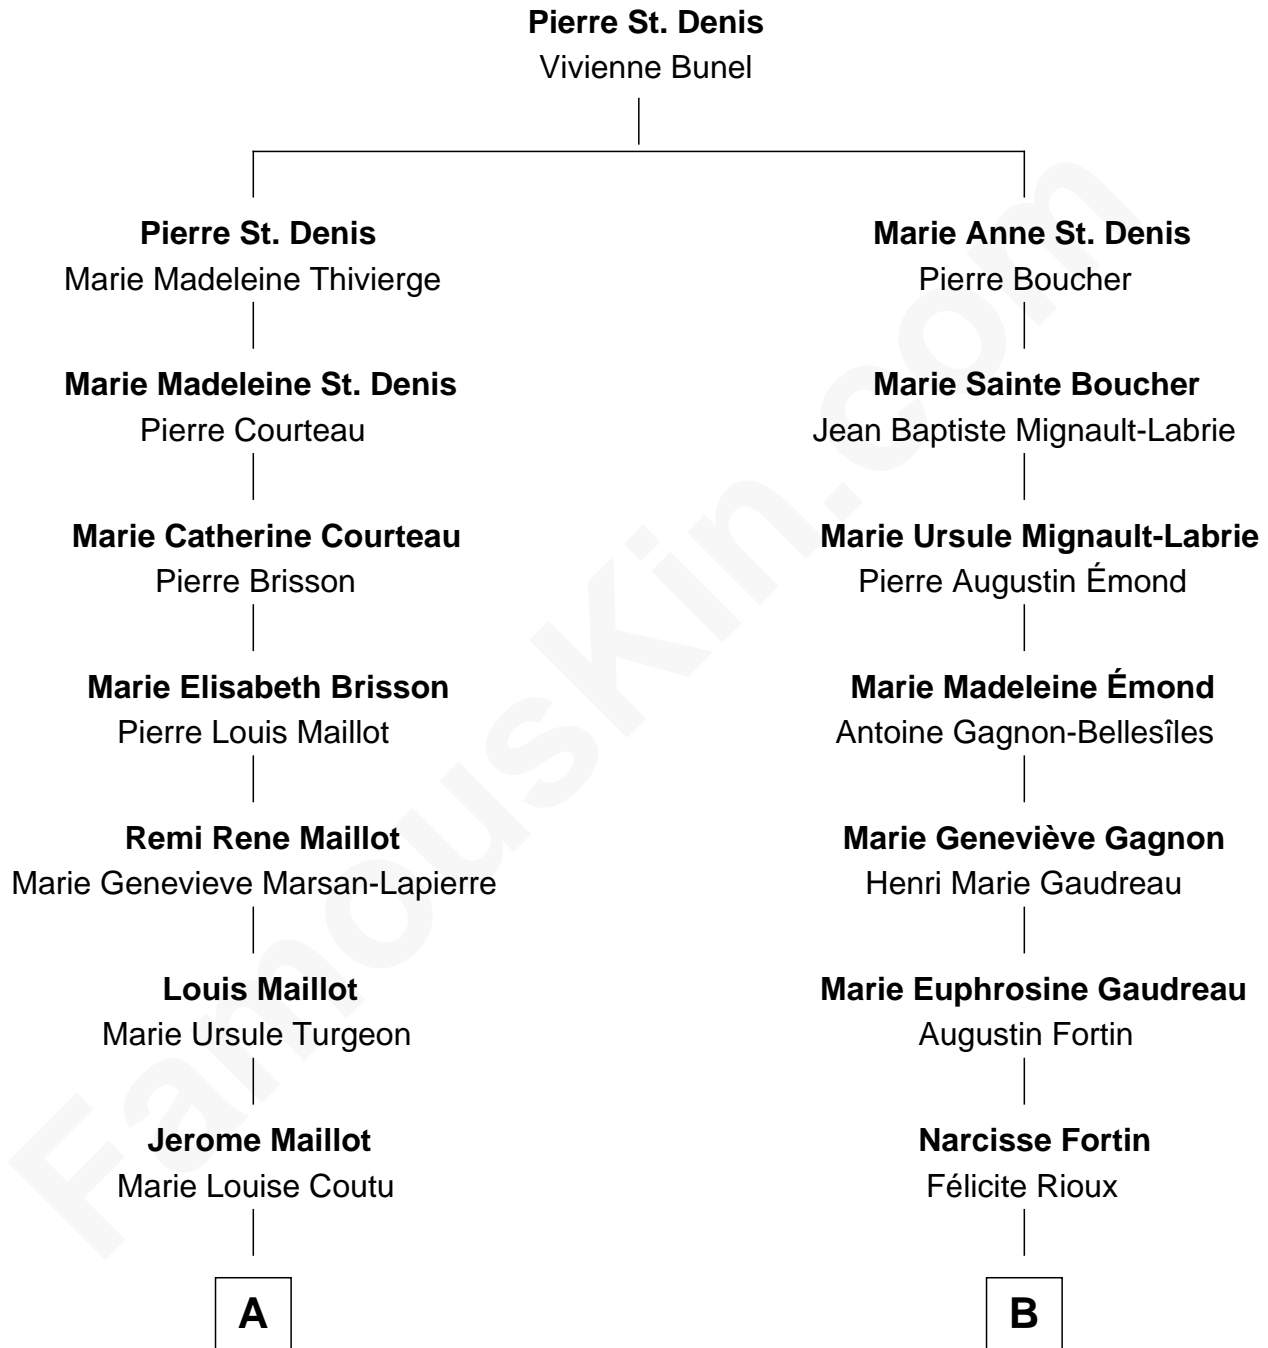 Pierre St. Denis
Vivienne Bunel
Pierre St. Denis
Marie Madeleine Thivierge
Marie Madeleine St. Denis
Pierre Courteau
Marie Catherine Courteau
Pierre Brisson
Marie Elisabeth Brisson
Pierre Louis Maillot
Remi Rene Maillot
Marie Genevieve Marsan-Lapierre
Louis Maillot
Marie Ursule Turgeon
Jerome Maillot
Marie Louise Coutu
A
Marie Anne St. Denis
Pierre Boucher
Marie Sainte Boucher
Jean Baptiste Mignault-Labrie
Marie Ursule Mignault-Labrie
Pierre Augustin Émond
Marie Madeleine Émond
Antoine Gagnon-Bellesîles
Marie Geneviève Gagnon
Henri Marie Gaudreau
Marie Euphrosine Gaudreau
Augustin Fortin
Narcisse Fortin
Félicite Rioux
B
FamousKin.com